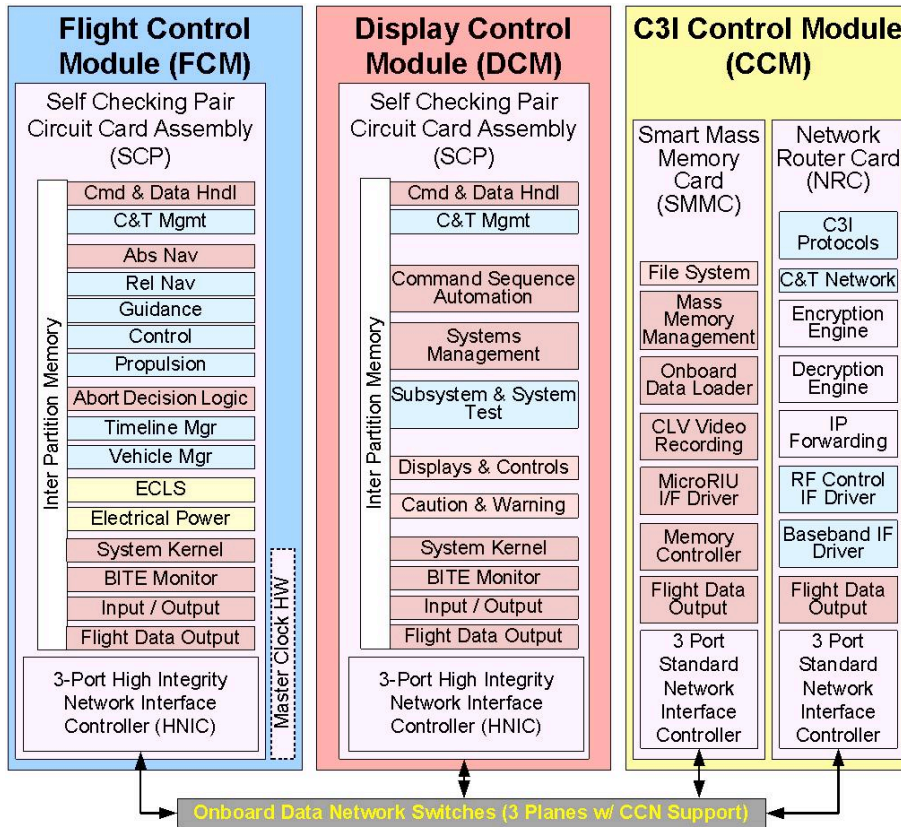 Flight Control
Module (FCM)
Self Checking Pair
Circuit Card Assembly
(SCP)
Inter Partition Memory
Cmd & Data Hndl
C&T Mgmt
Abs Nav
Rel Nav
Guidance
Control
Propulsion
Abort Decision Logic
Timeline Mgr
Vehicle Mgr
ECLS
Electrical Power
System Kernel
BITE Monitor
Input / Output
Flight Data Output
3-Port High Integrity
Network Interface
Controller (HNIC)
Master Clock HW
Display Control
Module (DCM)
Self Checking Pair
Circuit Card Assembly
(SCP)
Inter Partition Memory
Cmd & Data Hndl
C&T Mgmt
Command Sequence
Automation
Systems
Management
Subsystem & System
Test
Displays & Controls
Caution & Warning
System Kernel
BITE Monitor
Input / Output
Flight Data Output
3-Port High Integrity
Network Interface
Controller (HNIC)
C3I Control Module
(CCM)
Smart Mass
Memory
Card
(SMMC)
File System
Mass
Memory
Management
Onboard
Data Loader
CLV Video
Recording
MicroRIU
I/F Driver
Memory
Controller
Flight Data
Output
3 Port
Standard
Network
Interface
Controller
Network
Router Card
(NRC)
C3I
Protocols
C&T Network
Encryption
Engine
Decryption
Engine
IP
Forwarding
RF Control
IF Driver
Baseband IF
Driver
Flight Data
Output
3 Port
Standard
Network
Interface
Controller
Onboard Data Network Switches (3 Planes w/ CCN Support)